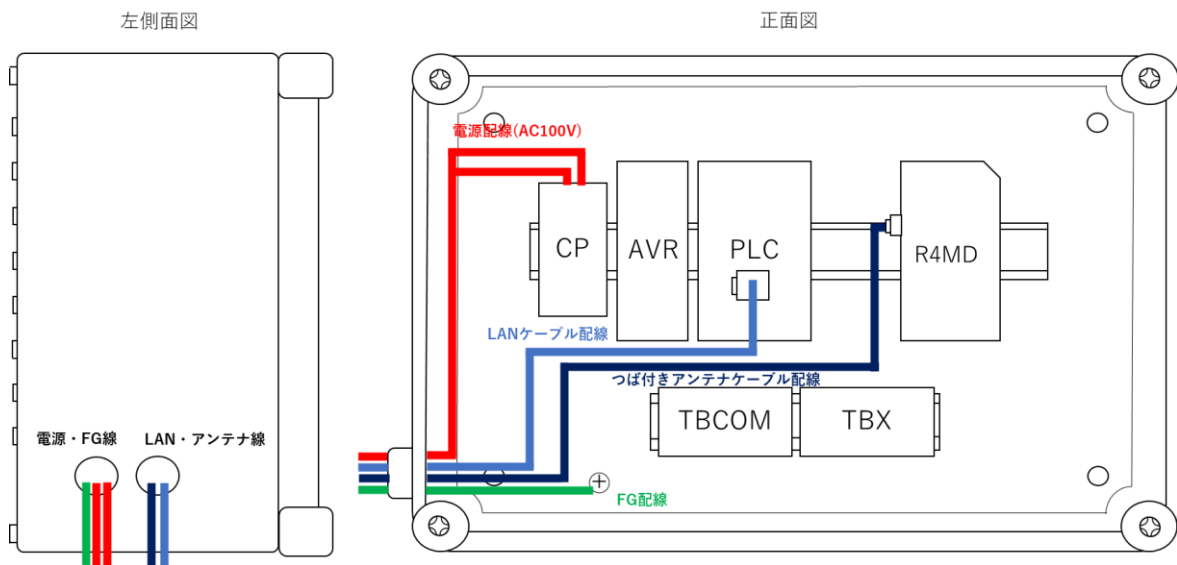 左側面図
正面図
電源配線(AC100V)
CP
AVR
PLC
R4MD
LANケーブル配線
つば付きアンテナケーブル配線
TBCOM
TBX
電源・FG線
LAN・アンテナ線
FG配線